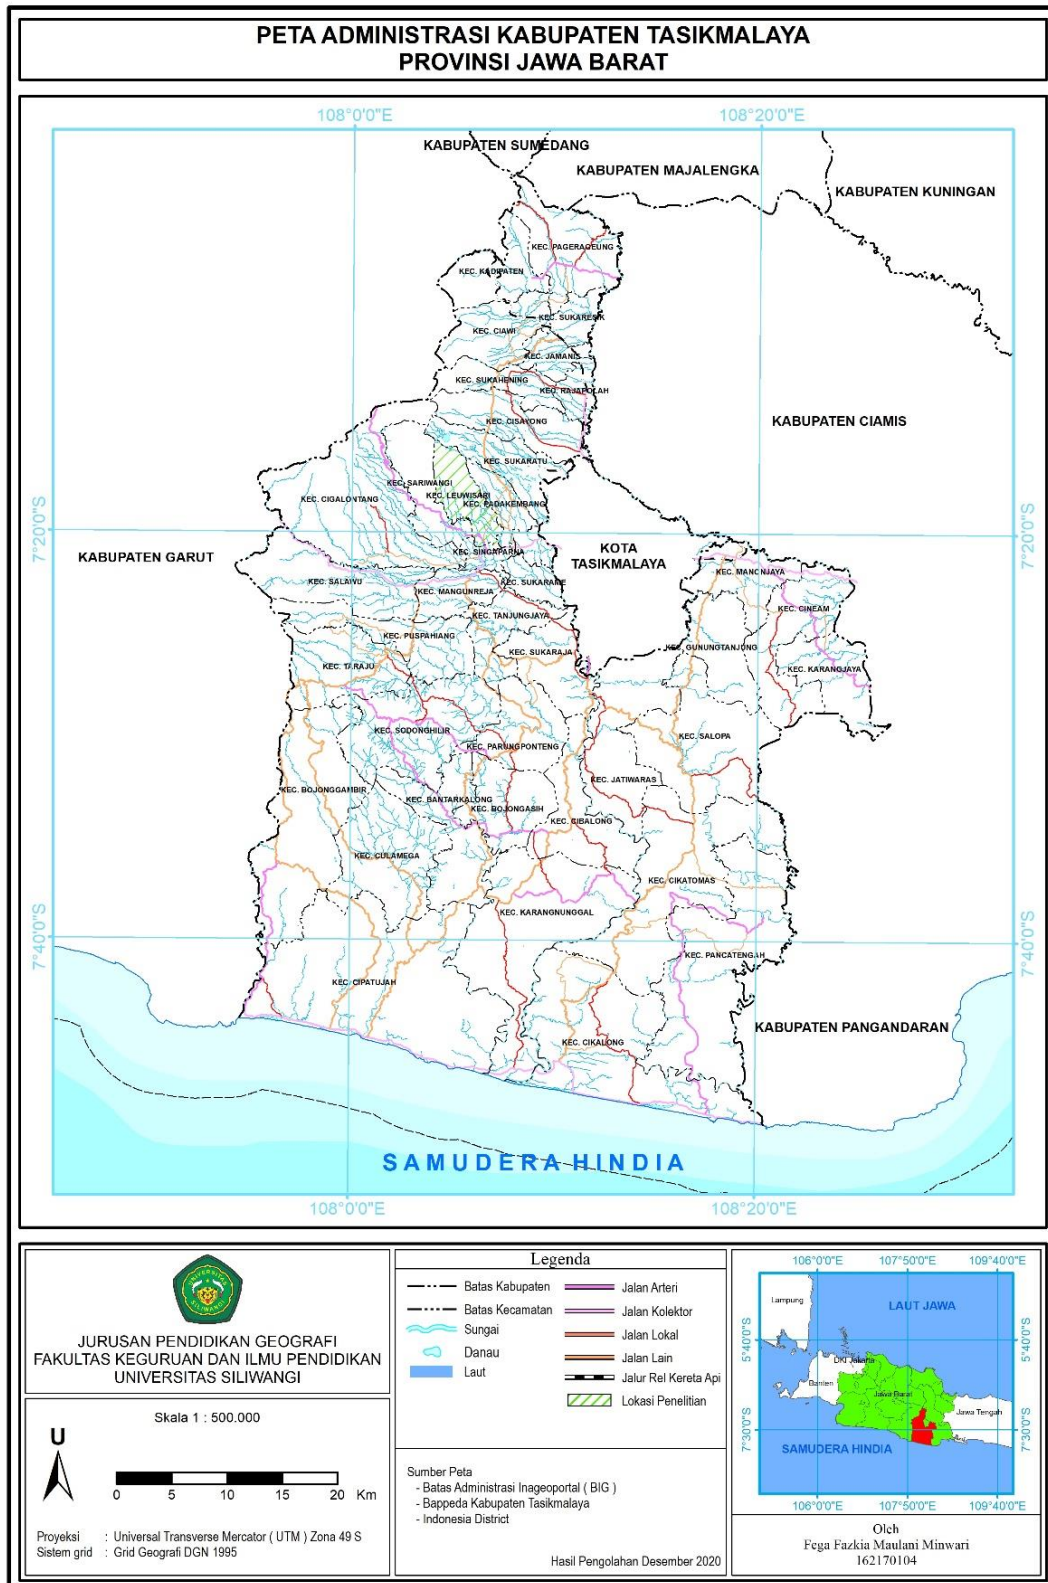 PETA ADMINISTRASI KABUPATEN TASIKMALAYA
PROVINSI JAWA BARAT
108°0'0"E
108°20'0"E
KABUPATEN SUMEDANG
KABUPATEN MAJALENGKA
KABUPATEN KUNINGAN
KEC. PAGERAGEUNG
KEC. KADIPATEN
KEC. SUKARESIK
KEC. CIAWI
KEC. JAMANIS
KEC. SUKAHENING
KEC. RAJAPOLAH
KEC. CISAYONG
KABUPATEN CIAMIS
KEC. SUKARATU
KEC. SARIWANGI
KEC. LEUWISARI
KEC. CIGALONTANG
KEC. PADAKEMBANG
7°20'0"S
7°20'0"S
KABUPATEN GARUT
KEC. SINGAPARNA
KOTA
TASIKMALAYA
KEC. MANONJAYA
KEC. SALAWU
KEC. SUKARAME
KEC. MANGUNREJA
KEC. CINEAM
KEC. TANJUNGJAYA
KEC. PUSPAHIANG
KEC. SUKARAJA
KEC. GUNUNGTANJUNG
KEC. TARAJU
KEC. KARANGJAYA
KEC. SODONGHILIR
KEC. SALOPA
KEC. PARUNGPONTENG
KEC. JATIWARAS
KEC. BOJONGGAMBIR
KEC. BANTARKALONG
KEC. BOJONGASIH
KEC. CIBALONG
KEC. CULAMEGA
KEC. CIKATOMAS
KEC. KARANGNUNGGAL
7°40'0"S
7°40'0"S
KEC. PANCATENGAH
KEC. CIPATUJAH
KABUPATEN PANGANDARAN
KEC. CIKALONG
SAMUDERA HINDIA
108°0'0"E
108°20'0"E
UNIVERSITAS
SILIWANGI
JURUSAN PENDIDIKAN GEOGRAFI
FAKULTAS KEGURUAN DAN ILMU PENDIDIKAN
UNIVERSITAS SILIWANGI
Skala 1 : 500.000
U
0 5 10 15 20 Km
Proyeksi : Universal Transverse Mercator ( UTM ) Zona 49 S
Sistem grid : Grid Geografi DGN 1995
Legenda
Batas Kabupaten
Batas Kecamatan
Sungai
Danau
Laut
Jalan Arteri
Jalan Kolektor
Jalan Lokal
Jalan Lain
Jalur Rel Kereta Api
Lokasi Penelitian
Sumber Peta
- Batas Administrasi Inageoportal ( BIG )
- Bappeda Kabupaten Tasikmalaya
- Indonesia District
Hasil Pengolahan Desember 2020
106°0'0"E 107°50'0"E 109°40'0"E
Lampung
LAUT JAWA
5°40'0"S
5°40'0"S
DKI Jakarta
Banten
Jawa Barat
Jawa Tengah
7°30'0"S
7°30'0"S
SAMUDERA HINDIA
106°0'0"E 107°50'0"E 109°40'0"E
Oleh
Fega Fazkia Maulani Minwari
162170104